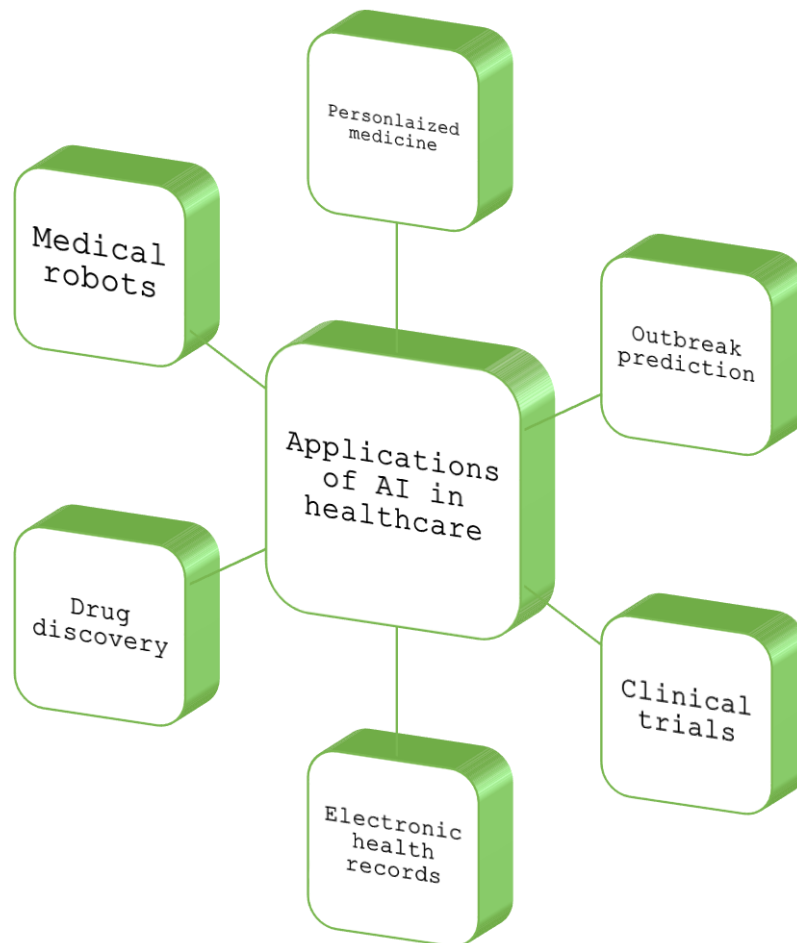 Personlaized
medicine
Medical
robots
Outbreak
prediction
Applications
of AI in
healthcare
Drug
discovery
Clinical
trials
Electronic
health
records